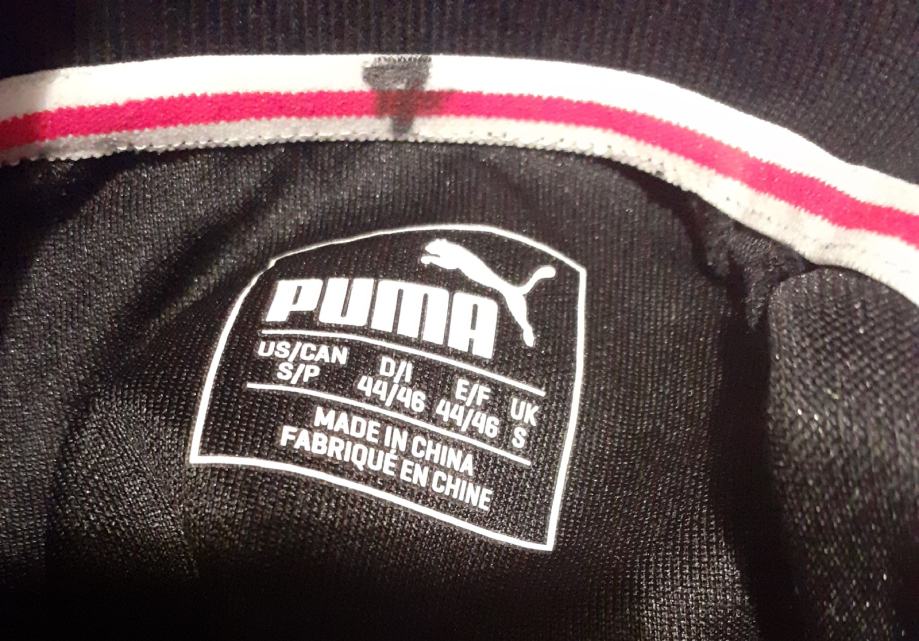 PUMA
US/CAN D/I E/F UK
S/P 44/46 44/46 S
MADE IN CHINA
FABRIQUÉ EN CHINE